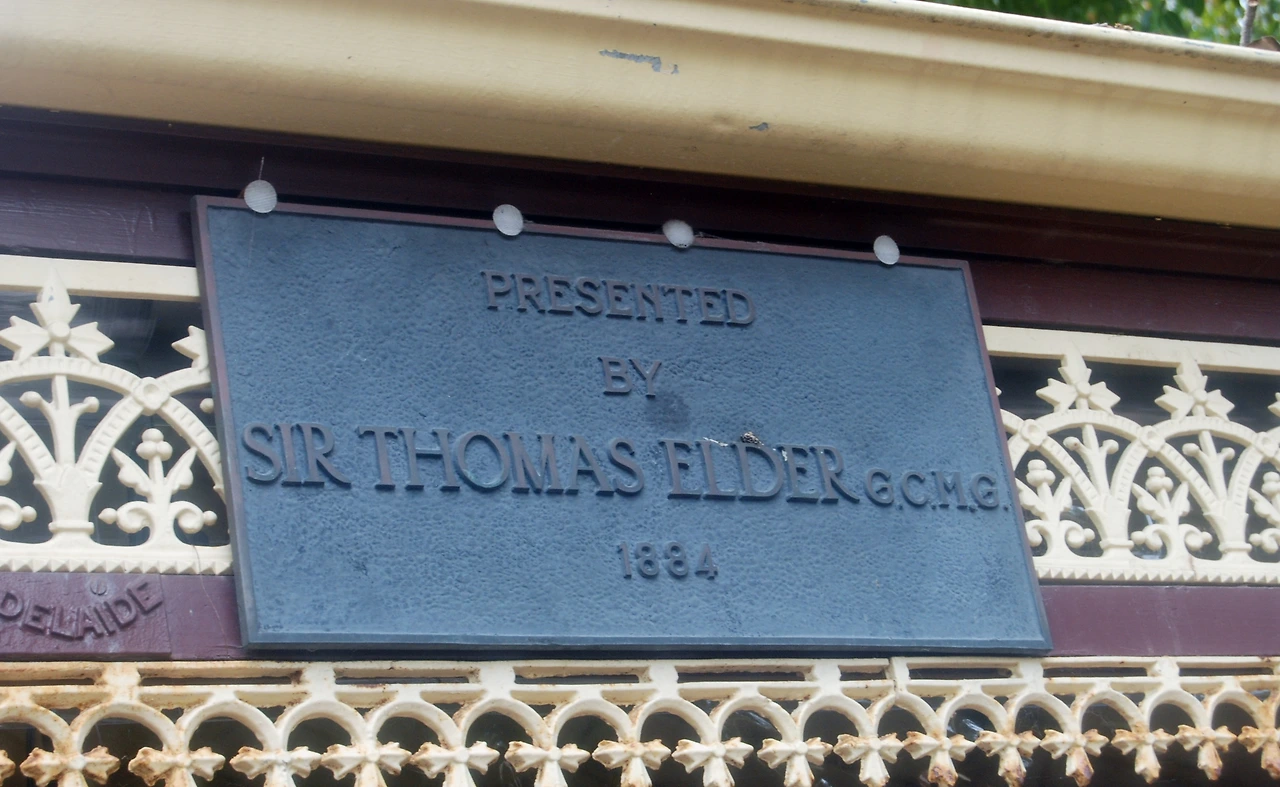 PRESENTED
BY
SIR THOMAS ELDER G.C.M.G.
1884
DELAIDE